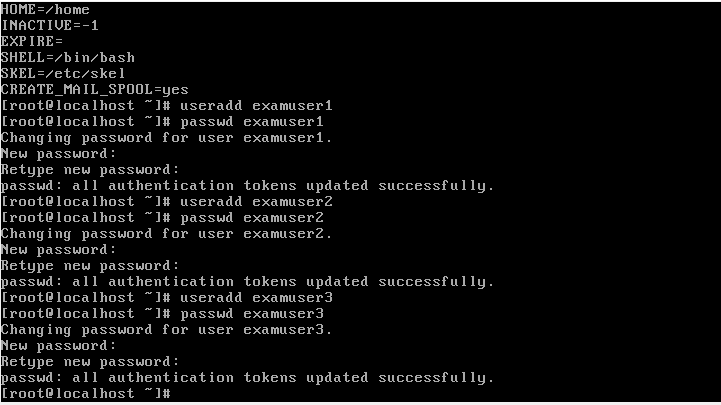 HOME=/home
INACTIVE=-1
EXPIRE=
SHELL=/bin/bash
SKEL=/etc/skel
CREATE_MAIL_SPOOL=yes
[root@localhost ~]# useradd examuser1
[root@localhost ~]# passwd examuser1
Changing password for user examuser1.
New password:
Retype new password:
passwd: all authentication tokens updated successfully.
[root@localhost ~]# useradd examuser2
[root@localhost ~]# passwd examuser2
Changing password for user examuser2.
New password:
Retype new password:
passwd: all authentication tokens updated successfully.
[root@localhost ~]# useradd examuser3
[root@localhost ~]# passwd examuser3
Changing password for user examuser3.
New password:
Retype new password:
passwd: all authentication tokens updated successfully.
[root@localhost ~]#